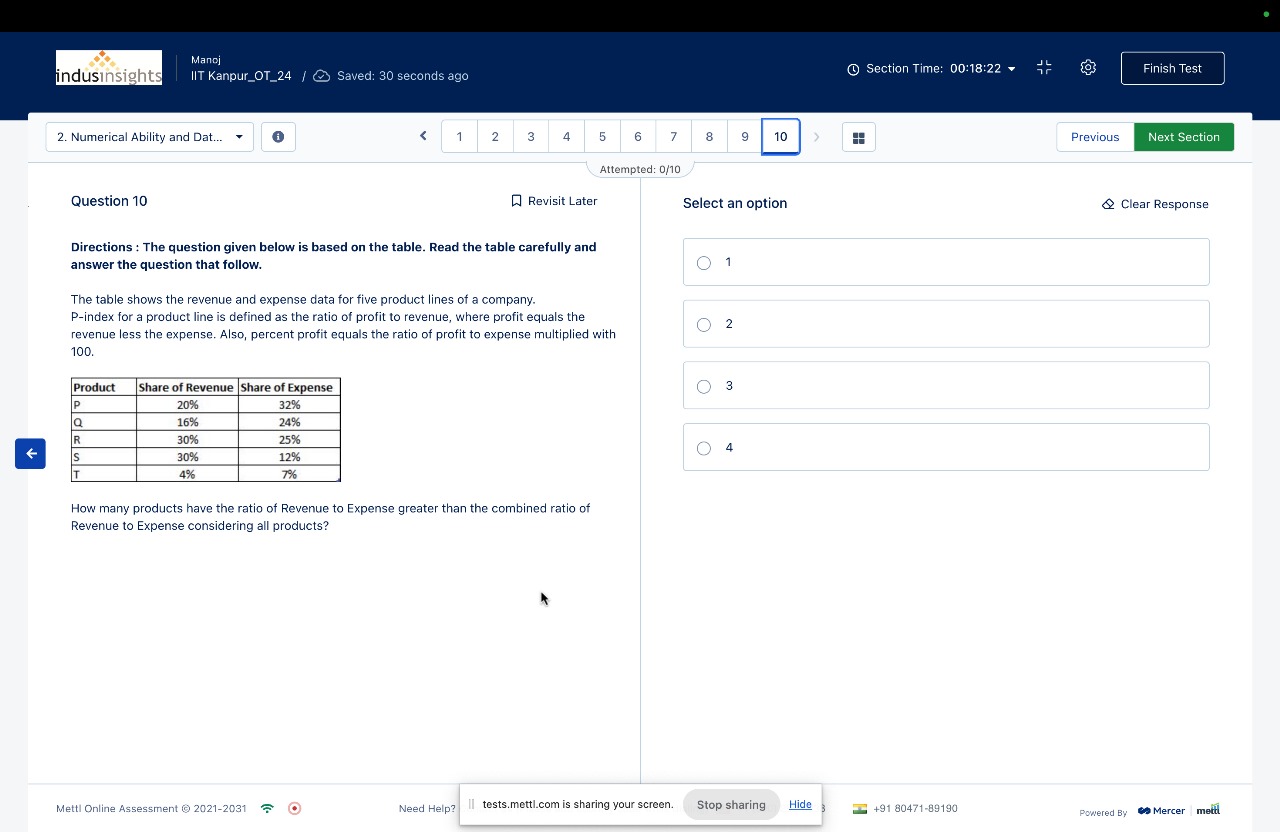 indusinsights
Manoj
IIT Kanpur_OT_24 / Saved: 30 seconds ago
Section Time: 00:18:22
Finish Test
2. Numerical Ability and Dat...
1 2 3 4 5 6 7 8 9 10
Previous
Next Section
Attempted: 0/10
Question 10
Revisit Later
Directions : The question given below is based on the table. Read the table carefully and
answer the question that follow.
The table shows the revenue and expense data for five product lines of a company.
P-index for a product line is defined as the ratio of profit to revenue, where profit equals the
revenue less the expense. Also, percent profit equals the ratio of profit to expense multiplied with
100.
Product Share of Revenue Share of Expense
P 20% 32%
Q 16% 24%
R 30% 25%
S 30% 12%
T 4% 7%
How many products have the ratio of Revenue to Expense greater than the combined ratio of
Revenue to Expense considering all products?
Select an option
Clear Response
1
2
3
4
Mettl Online Assessment © 2021-2031
Need Help?
tests.mettl.com is sharing your screen.
Stop sharing
Hide
+91 80471-89190
Powered By
Mercer mettl